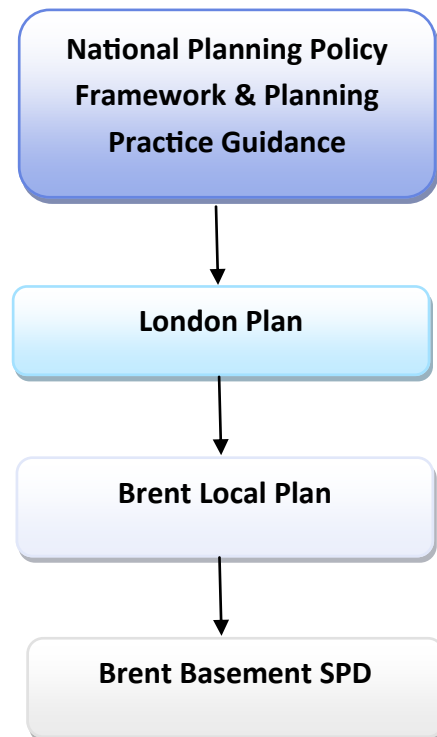 National Planning Policy
Framework & Planning
Practice Guidance
London Plan
Brent Local Plan
Brent Basement SPD